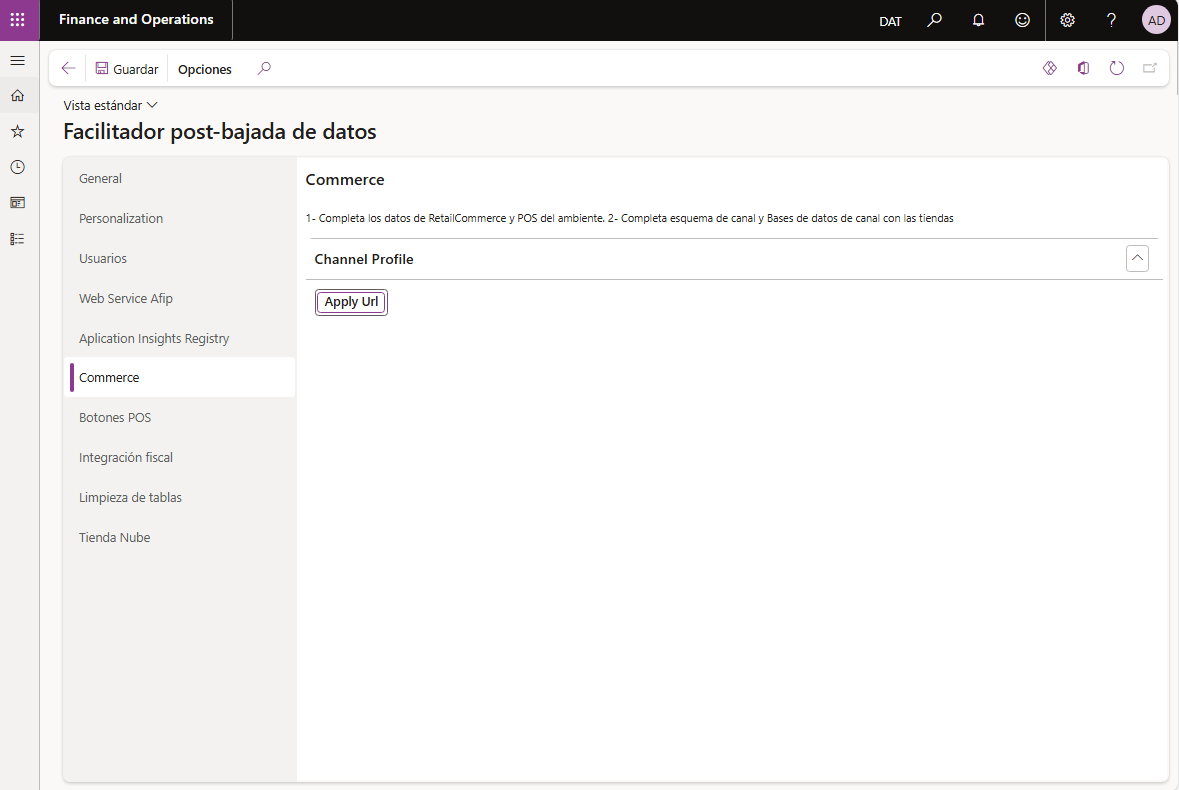 Finance and Operations
DAT
?
AD
Guardar
Opciones
Vista estándar
Facilitador post-bajada de datos
General
Personalization
Usuarios
Web Service Afip
Aplication Insights Registry
Commerce
Botones POS
Integración fiscal
Limpieza de tablas
Tienda Nube
Commerce
1- Completa los datos de RetailCommerce y POS del ambiente. 2- Completa esquema de canal y Bases de datos de canal con las tiendas
Channel Profile
Apply Url